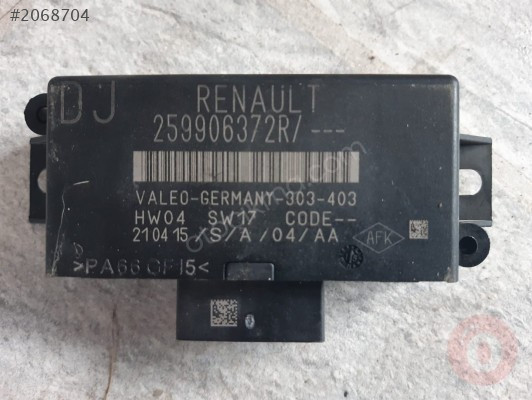 #2068704
DJ
RENAULT
259906372R/ ---
VALEO-GERMANY-303-403
HW04 SW17 CODE--
210415/S/A/04/AA
AFK
>PA66 GF15<